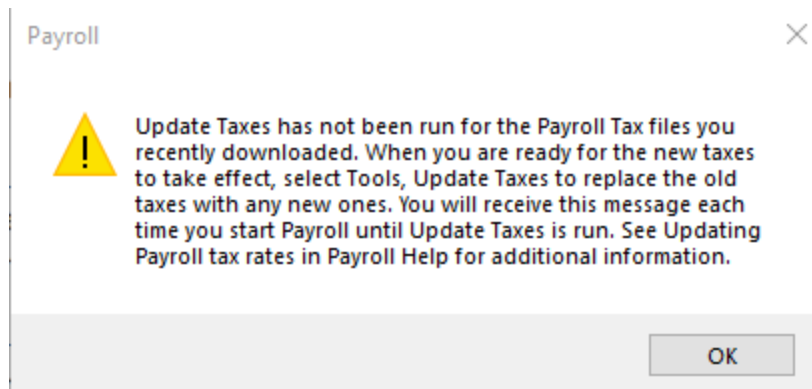 Payroll
Update Taxes has not been run for the Payroll Tax files you
recently downloaded. When you are ready for the new taxes
to take effect, select Tools, Update Taxes to replace the old
taxes with any new ones. You will receive this message each
time you start Payroll until Update Taxes is run. See Updating
Payroll tax rates in Payroll Help for additional information.
OK